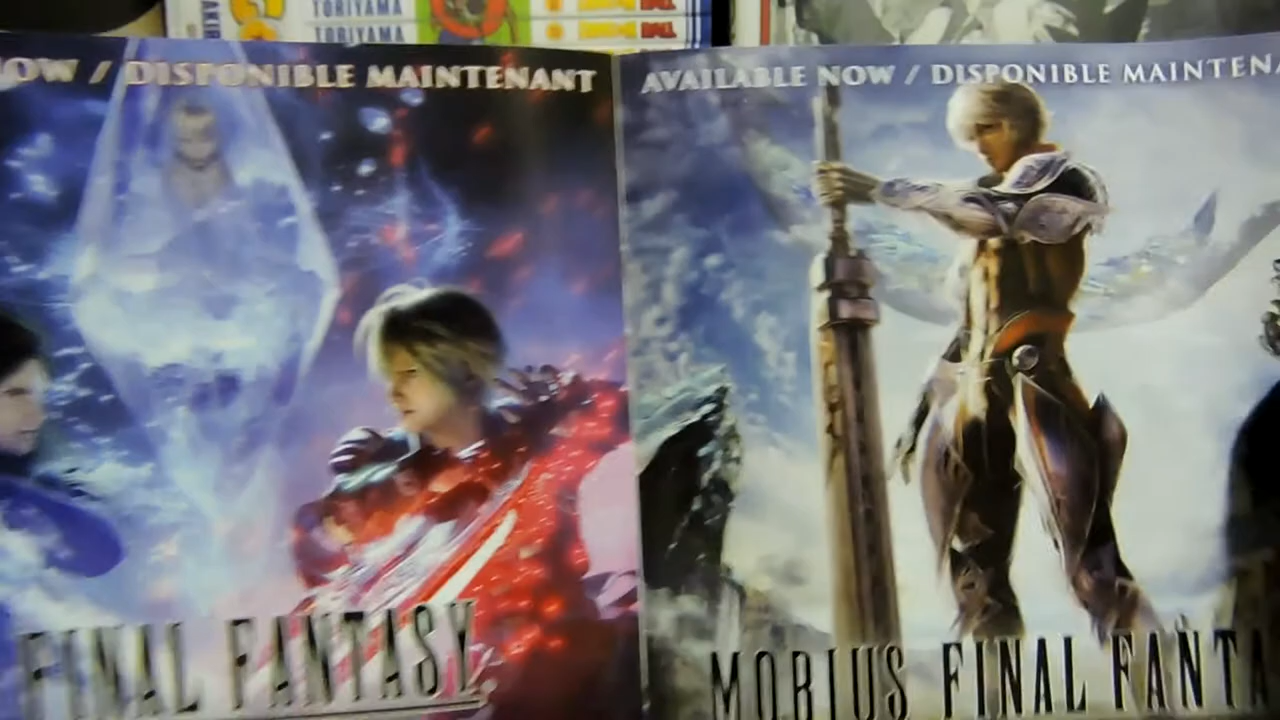 TORIYAMA
TORIYAMA
OW / DISPONIBLE MAINTENANT
AVAILABLE NOW / DISPONIBLE MAINTENA
FINAL FANTASY
MOBIUS FINAL FANTA